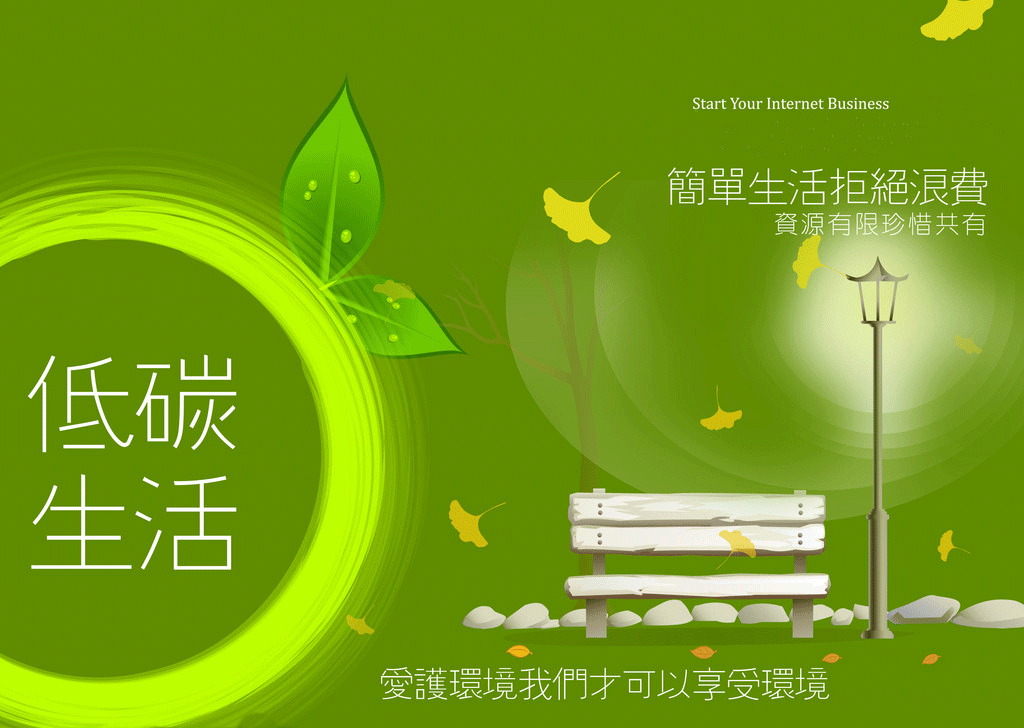 Start Your Internet Business
簡單生活拒絕浪費
資源有限珍惜共有
低碳
生活
愛護環境我們才可以享受環境